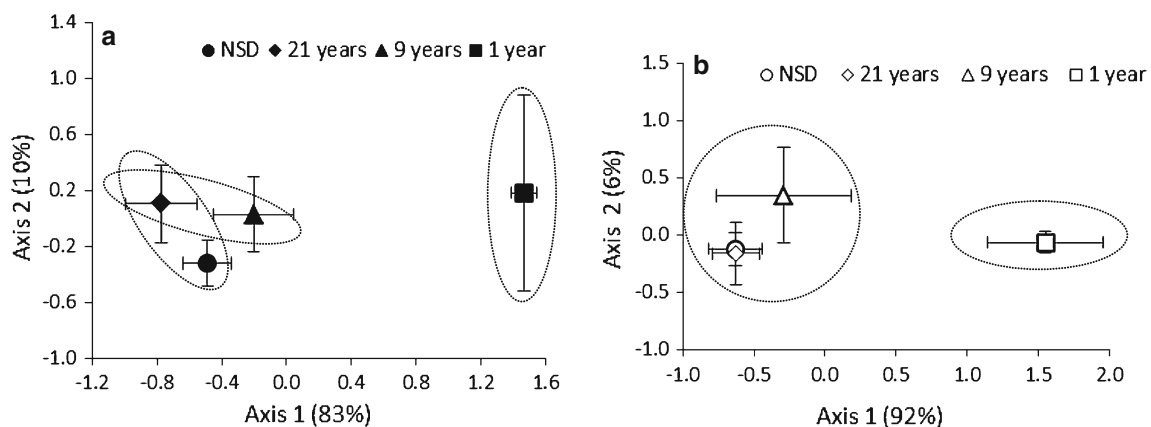 a
NSD 21 years 9 years 1 year
1.4
1.0
0.6
0.2
-0.2
-0.6
-1.0
Axis 2 (10%)
-1.2 -0.8 -0.4 0.0 0.4 0.8 1.2 1.6
Axis 1 (83%)
b
NSD 21 years 9 years 1 year
1.5
1.0
0.5
0.0
-0.5
-1.0
Axis 2 (6%)
-1.0 -0.5 0.0 0.5 1.0 1.5 2.0
Axis 1 (92%)